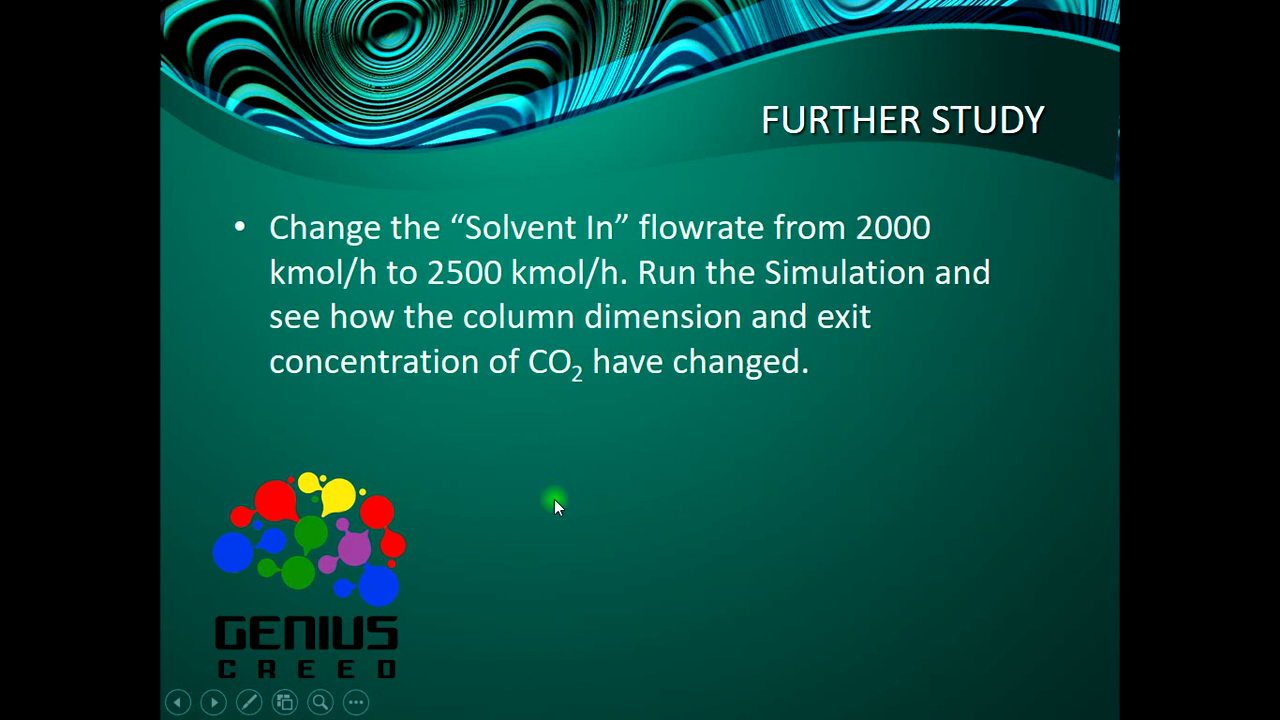 FURTHER STUDY
• Change the “Solvent In” flowrate from 2000
kmol/h to 2500 kmol/h. Run the Simulation and
see how the column dimension and exit
concentration of CO₂ have changed.
GENIUS
CREED